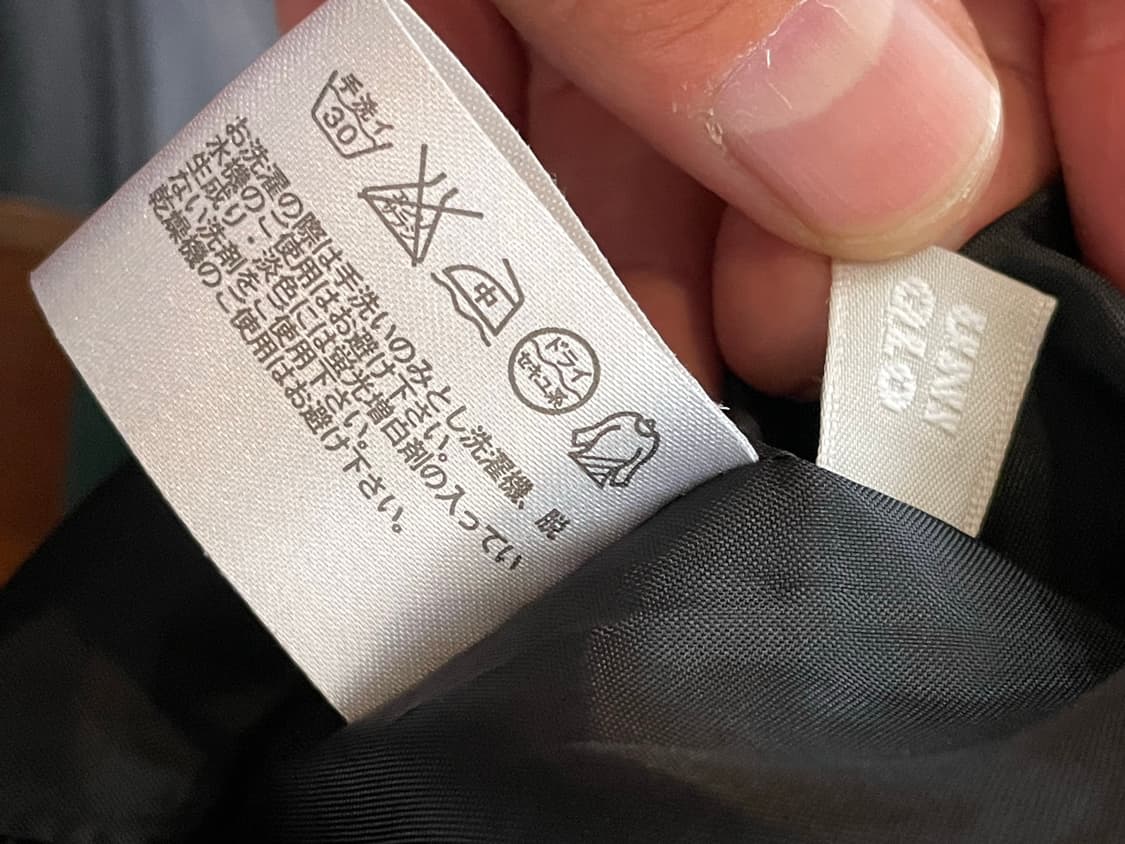 手洗イ
30
エンソ
サラシ
中
ドライ
セキユ系
お洗濯の際は手洗いのみとし洗濯機、脱
水機のご使用はお避け下さい。
生成り・淡色には蛍光増白剤の入ってい
ない洗剤をご使用下さい。
乾燥機のご使用はお避け下さい。